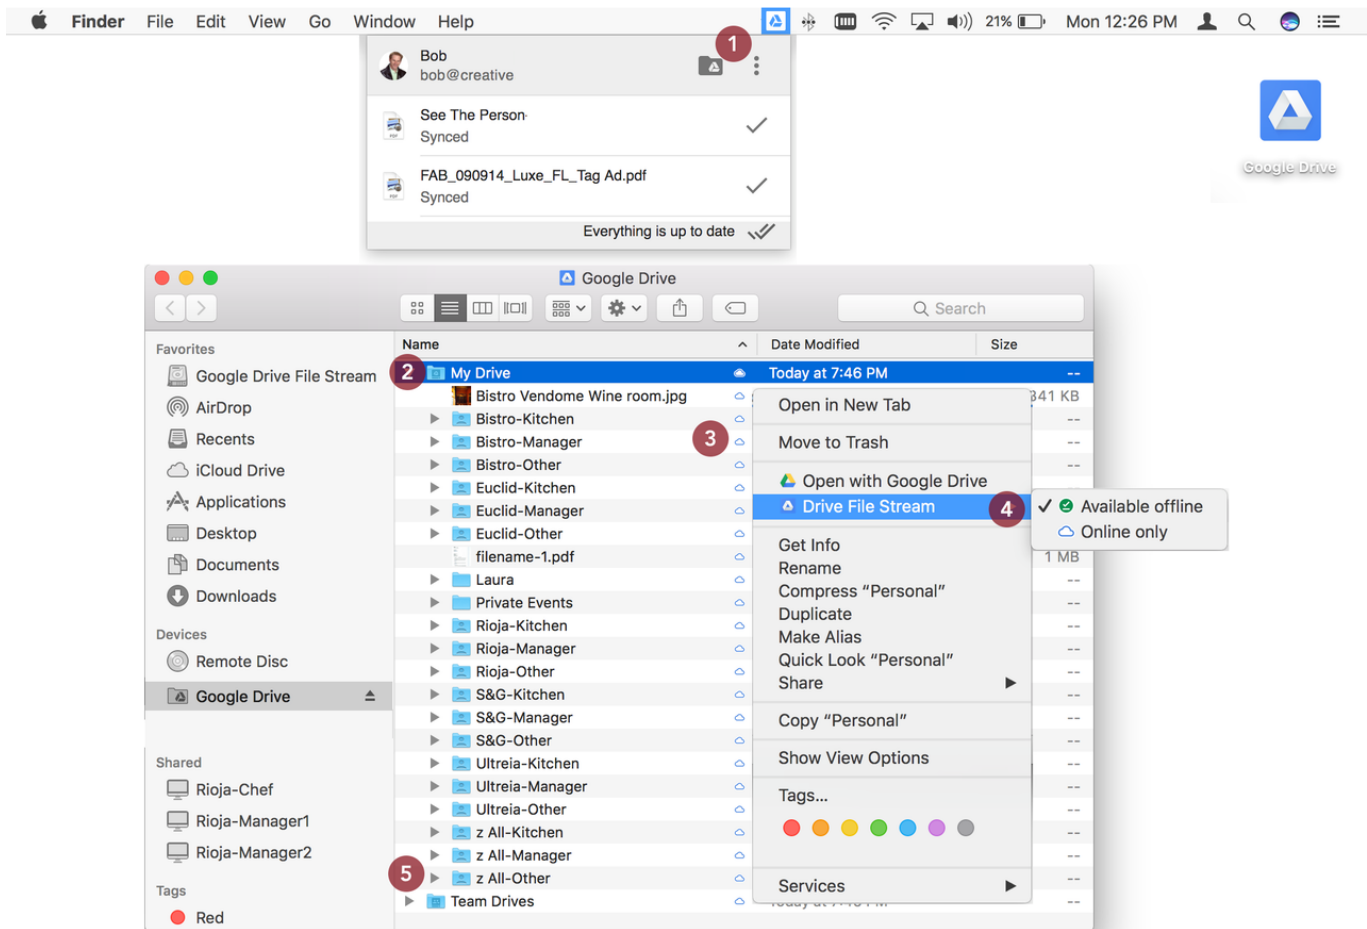 Finder File Edit View Go Window Help 21% Mon 12:26 PM
1
Bob
bob@creative
See The Person
Synced
FAB_090914_Luxe_FL_Tag Ad.pdf
Synced
Everything is up to date
Google Drive
Google Drive
Search
Favorites
Google Drive File Stream
AirDrop
Recents
iCloud Drive
Applications
Desktop
Documents
Downloads
Devices
Remote Disc
Google Drive
Shared
Rioja-Chef
Rioja-Manager1
Rioja-Manager2
Tags
Red
Name Date Modified Size
2 My Drive Today at 7:46 PM --
Bistro Vendome Wine room.jpg 341 KB
Bistro-Kitchen --
Bistro-Manager 3 --
Bistro-Other --
Euclid-Kitchen --
Euclid-Manager --
Euclid-Other --
filename-1.pdf 1 MB
Laura --
Private Events --
Rioja-Kitchen --
Rioja-Manager --
Rioja-Other --
S&G-Kitchen --
S&G-Manager --
S&G-Other --
Ultreia-Kitchen --
Ultreia-Manager --
Ultreia-Other --
z All-Kitchen --
z All-Manager --
5 z All-Other --
Team Drives --
Open in New Tab
Move to Trash
Open with Google Drive
Drive File Stream 4
Available offline
Online only
Get Info
Rename
Compress “Personal”
Duplicate
Make Alias
Quick Look “Personal”
Share
Copy “Personal”
Show View Options
Tags...
Services